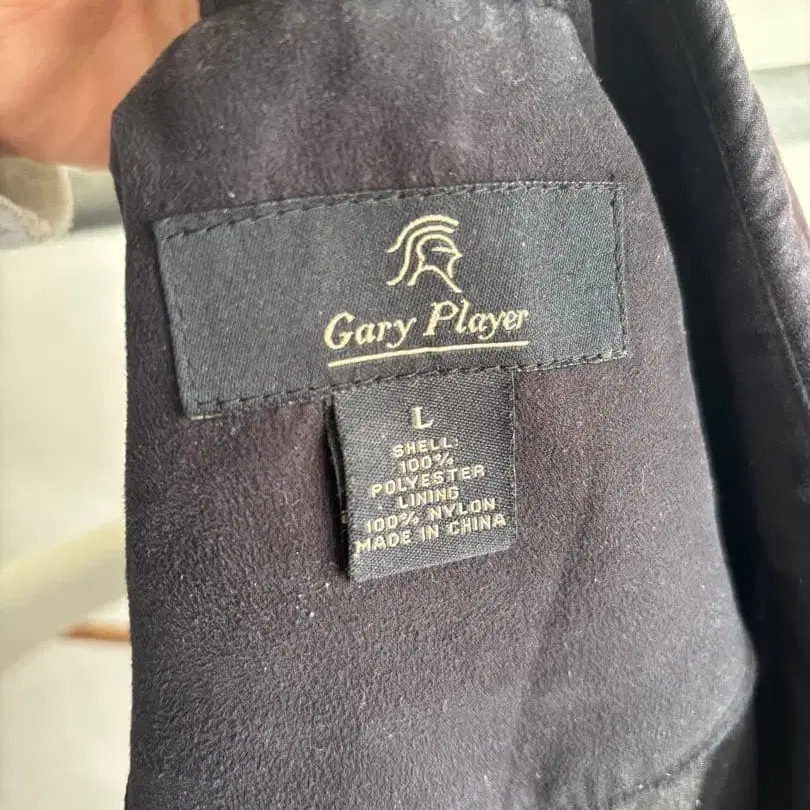 Gary Player
L
SHELL:
100%
POLYESTER
LINING
100% NYLON
MADE IN CHINA